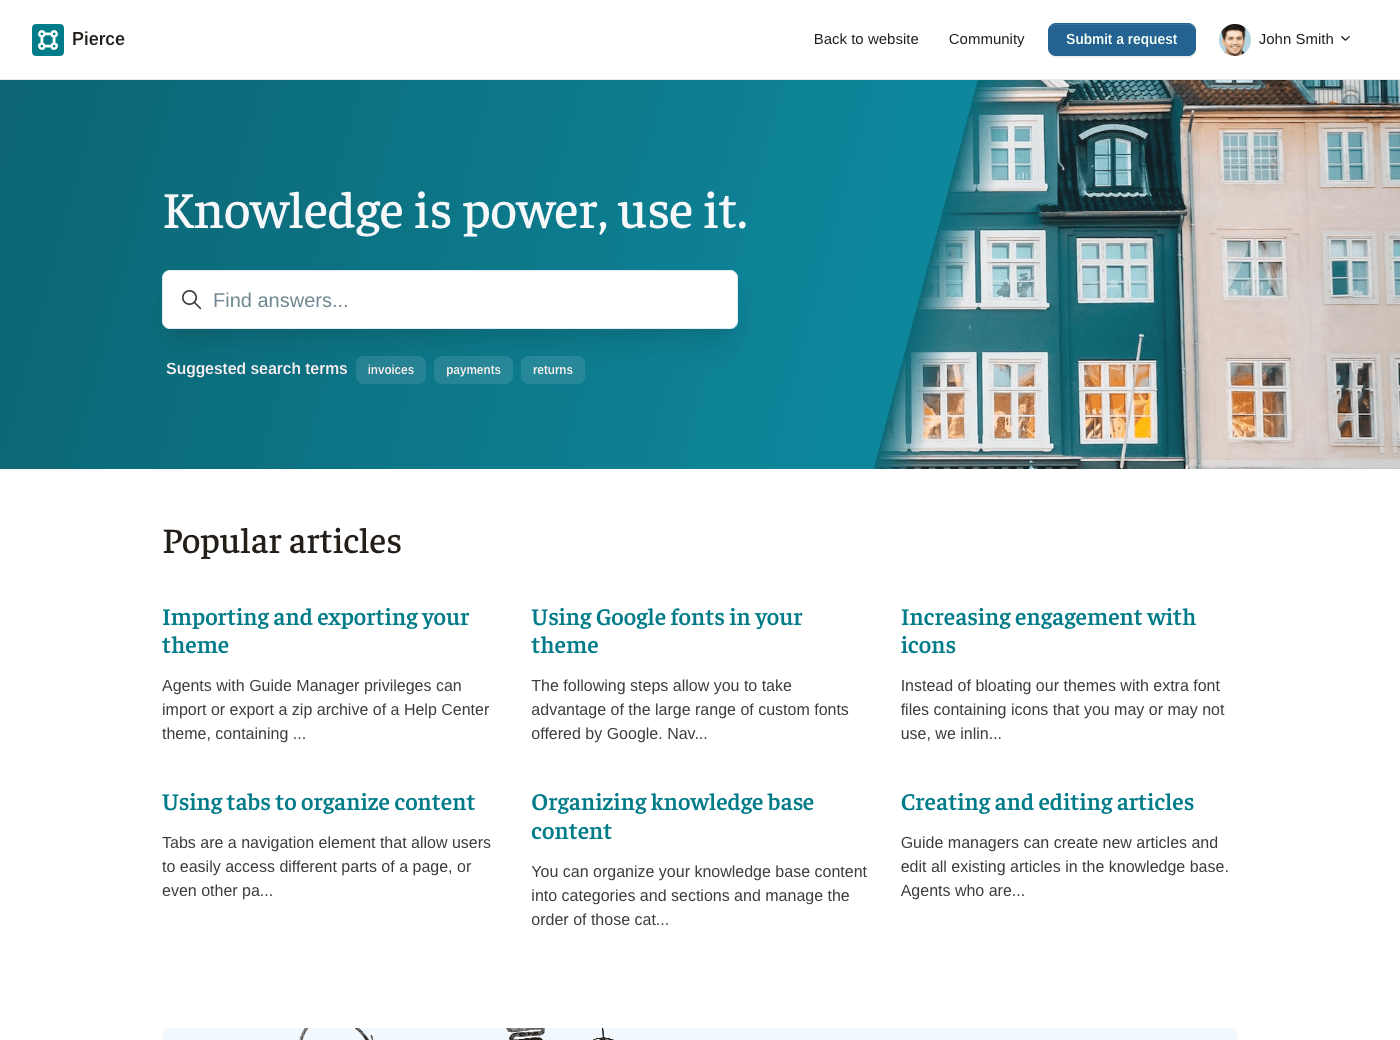 Pierce
Back to website
Community
Submit a request
John Smith
Knowledge is power, use it.
Find answers...
Suggested search terms
invoices
payments
returns
Popular articles
Importing and exporting your
theme
Agents with Guide Manager privileges can
import or export a zip archive of a Help Center
theme, containing ...
Using Google fonts in your
theme
The following steps allow you to take
advantage of the large range of custom fonts
offered by Google. Nav...
Increasing engagement with
icons
Instead of bloating our themes with extra font
files containing icons that you may or may not
use, we inlin...
Using tabs to organize content
Tabs are a navigation element that allow users
to easily access different parts of a page, or
even other pa...
Organizing knowledge base
content
You can organize your knowledge base content
into categories and sections and manage the
order of those cat...
Creating and editing articles
Guide managers can create new articles and
edit all existing articles in the knowledge base.
Agents who are...